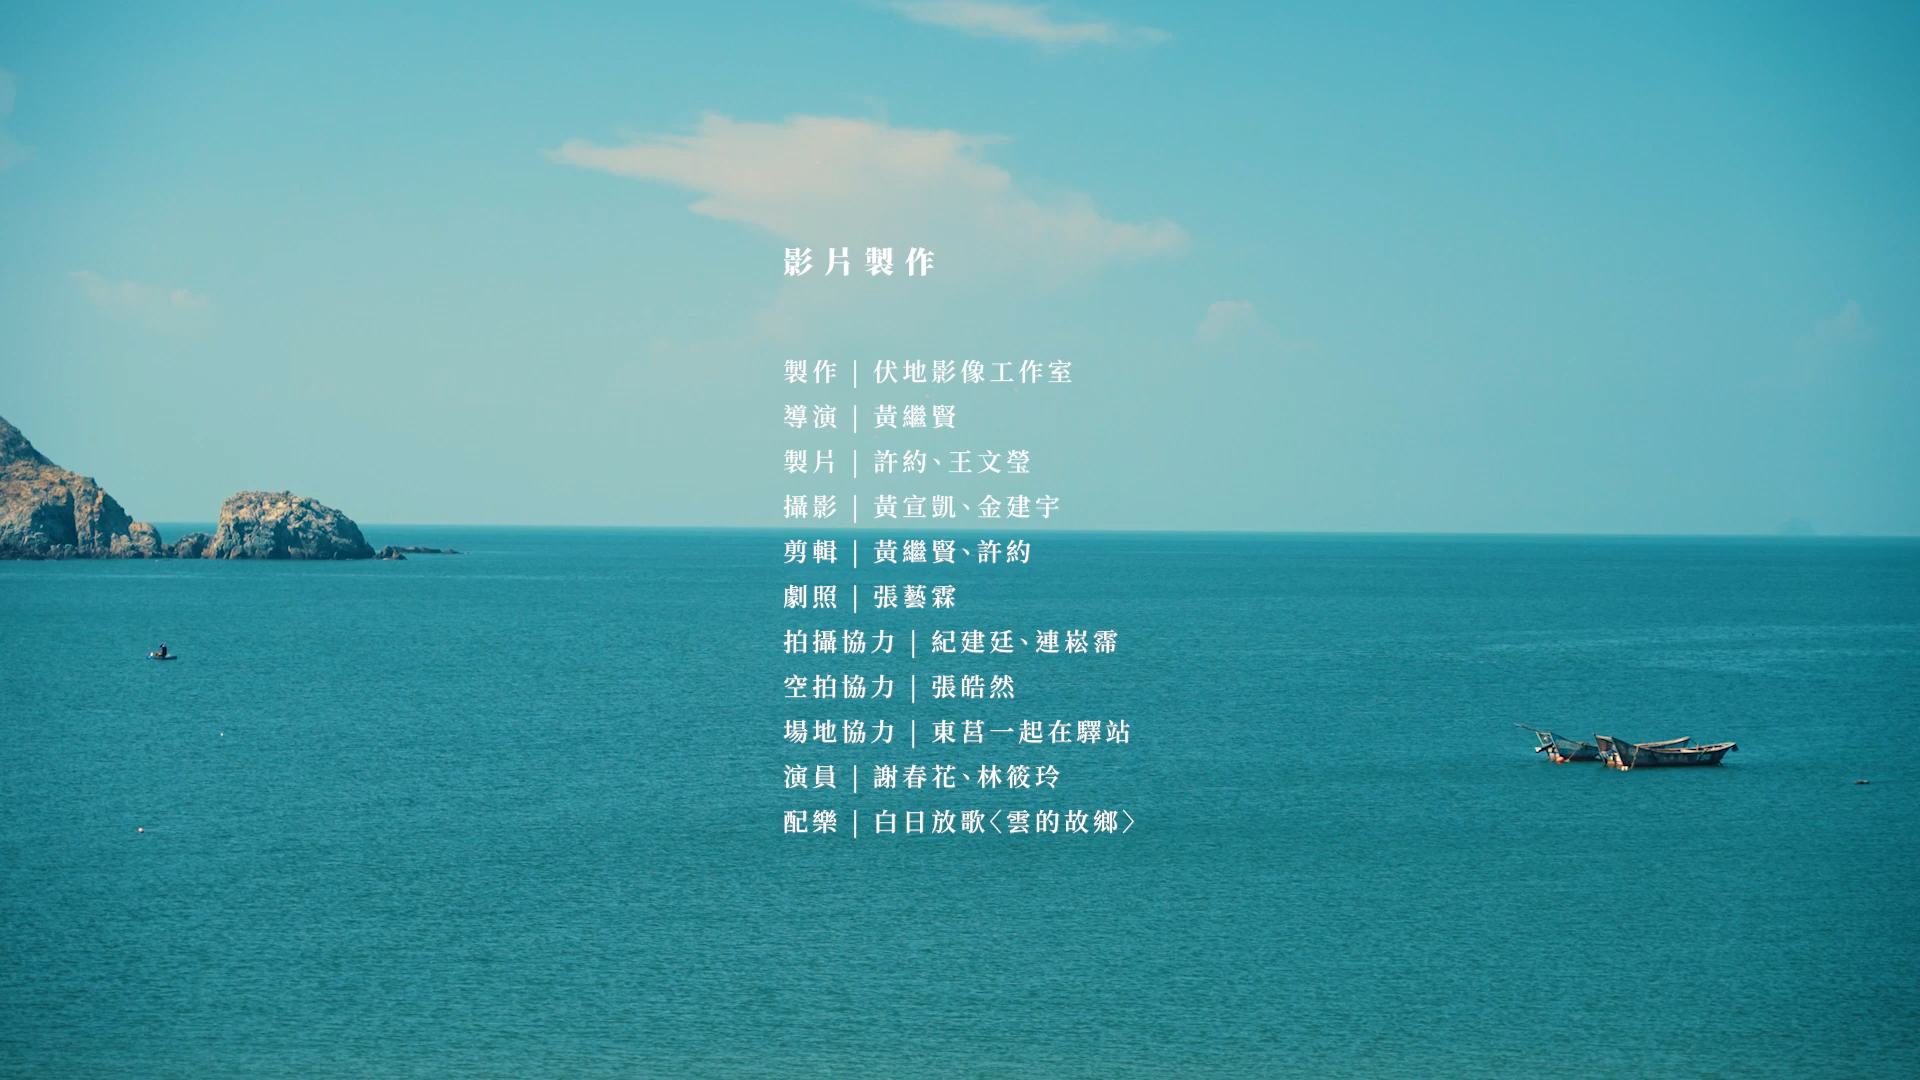 影片製作
製作｜伏地影像工作室
導演｜黃繼賢
製片｜許約、王文瑩
攝影｜黃宣凱、金建宇
剪輯｜黃繼賢、許約
劇照｜張藝霖
拍攝協力｜紀建廷、連崧霈
空拍協力｜張皓然
場地協力｜東莒一起在驛站
演員｜謝春花、林筱玲
配樂｜白日放歌〈雲的故鄉〉